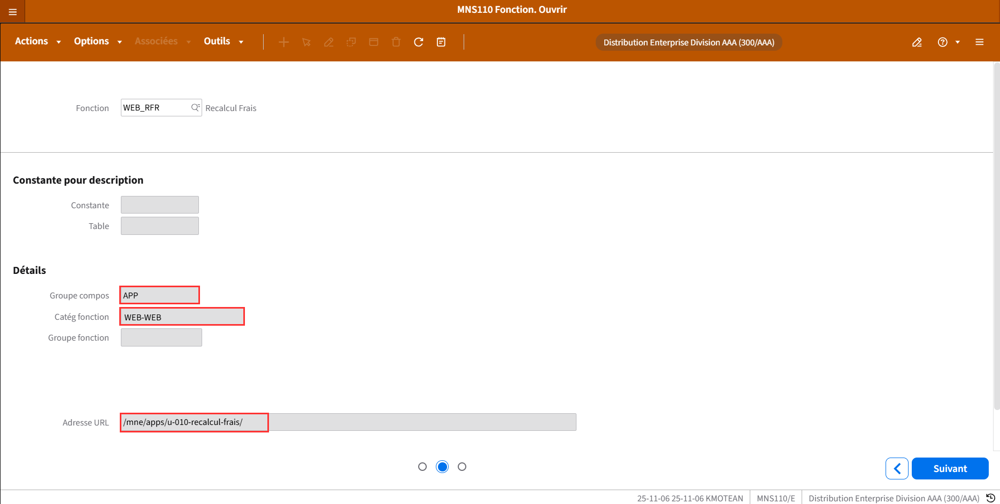 MNS110 Fonction. Ouvrir
Actions Options Associées Outils
Distribution Enterprise Division AAA (300/AAA)
Fonction WEB_RFR Recalcul Frais
Constante pour description
Constante
Table
Détails
Groupe compos APP
Catég fonction WEB-WEB
Groupe fonction
Adresse URL /mne/apps/u-010-recalcul-frais/
Suivant
25-11-06 25-11-06 KMOTEAN MNS110/E Distribution Enterprise Division AAA (300/AAA)